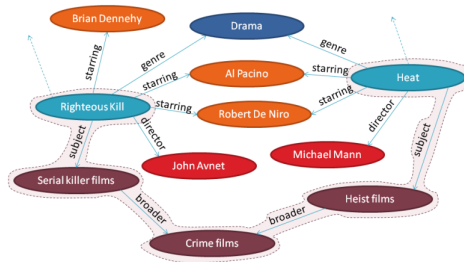 Brian Dennehy
Drama
starring
genre
genre
starring
Al Pacino
starring
Righteous Kill
Heat
starring
Robert De Niro
starring
subject
director
director
subject
John Avnet
Michael Mann
Serial killer films
Heist films
broader
broader
Crime films